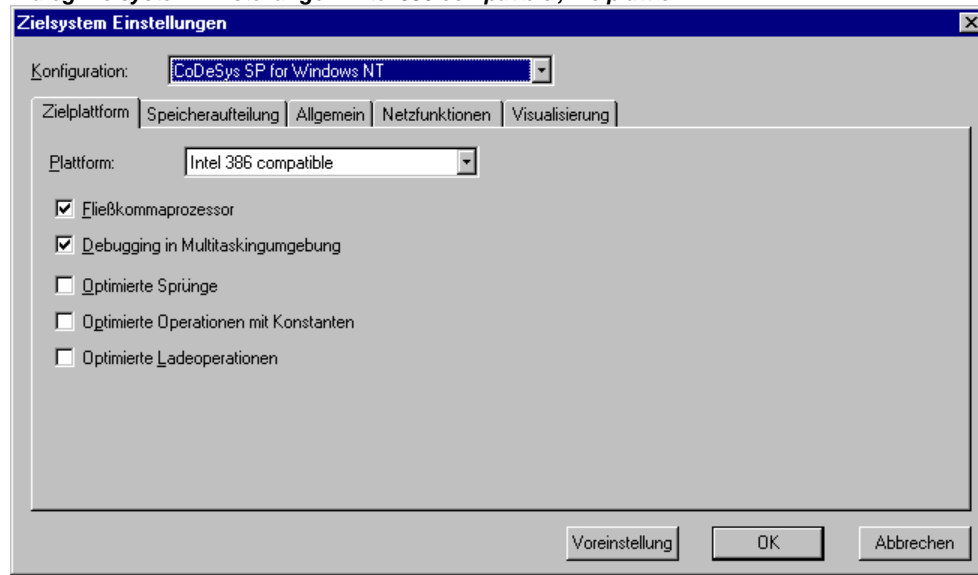 Zielsystem Einstellungen
Konfiguration: CoDeSys SP for Windows NT
Zielplattform Speicheraufteilung Allgemein Netzfunktionen Visualisierung
Plattform: Intel 386 compatible
Fließkommaprozessor
Debugging in Multitaskingumgebung
Optimierte Sprünge
Optimierte Operationen mit Konstanten
Optimierte Ladeoperationen
Voreinstellung OK Abbrechen